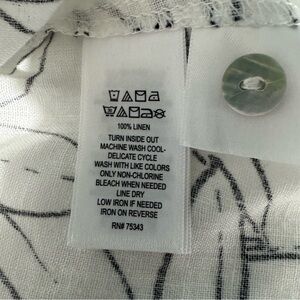 100% LINEN
TURN INSIDE OUT
MACHINE WASH COOL-
DELICATE CYCLE
WASH WITH LIKE COLORS
ONLY NON-CHLORINE
BLEACH WHEN NEEDED
LINE DRY
LOW IRON IF NEEDED
IRON ON REVERSE
RN# 75343